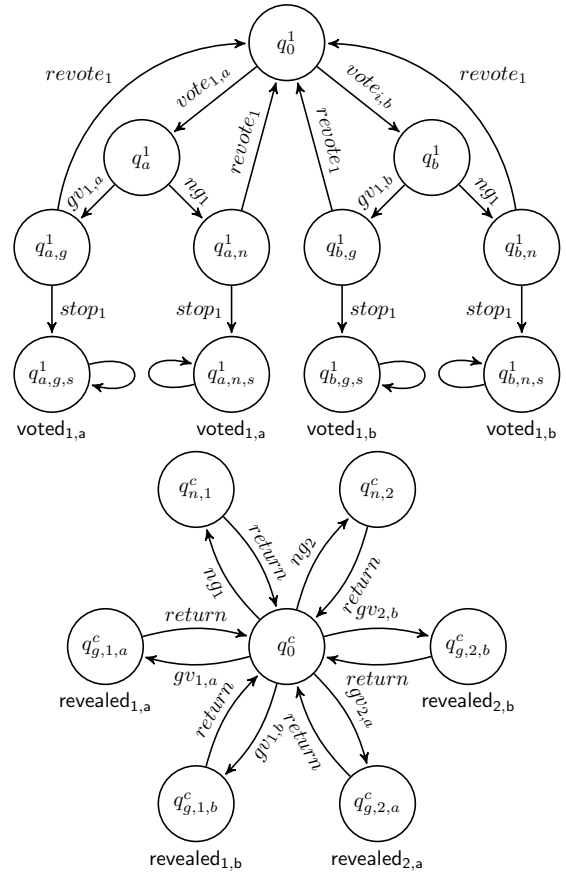 q_0^1
revote_1
vote_{1,a}
vote_{i,b}
revote_1
q_a^1
revote_1
revote_1
q_b^1
gv_{1,a}
ng_1
gv_{1,b}
ng_1
q_{a,g}^1
q_{a,n}^1
q_{b,g}^1
q_{b,n}^1
stop_1
stop_1
stop_1
stop_1
q_{a,g,s}^1
q_{a,n,s}^1
q_{b,g,s}^1
q_{b,n,s}^1
voted_{1,a}
voted_{1,a}
voted_{1,b}
voted_{1,b}
q_{n,1}^c
q_{n,2}^c
return
ng_2
ng_1
return
return
gv_{2,b}
q_{g,1,a}^c
q_0^c
q_{g,2,b}^c
gv_{1,a}
return
revealed_{1,a}
revealed_{2,b}
return
gv_{1,b}
return
gv_{2,a}
q_{g,1,b}^c
q_{g,2,a}^c
revealed_{1,b}
revealed_{2,a}